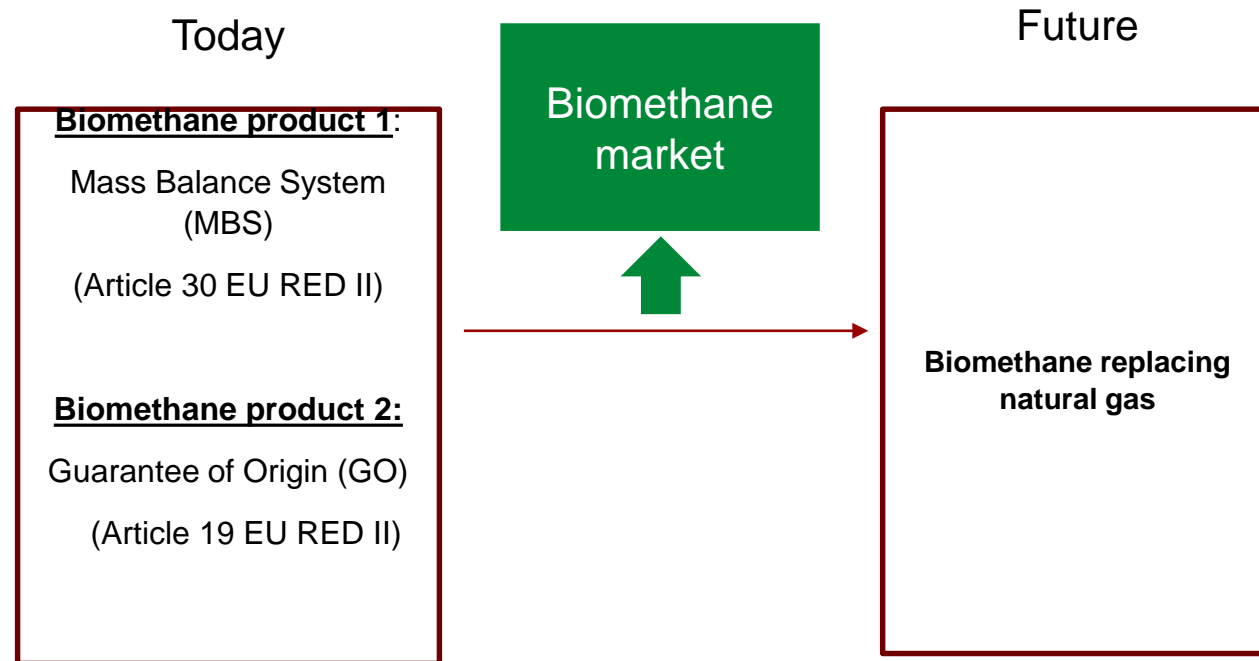 Today
Biomethane product 1:
Mass Balance System
(MBS)
(Article 30 EU RED II)
Biomethane product 2:
Guarantee of Origin (GO)
(Article 19 EU RED II)
Biomethane
market
Future
Biomethane replacing
natural gas